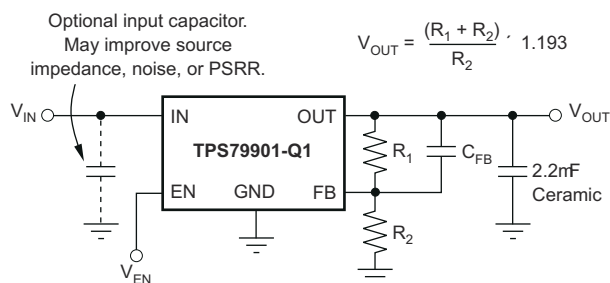 Optional input capacitor.
May improve source
impedance, noise, or PSRR.
V_OUT = (R_1 + R_2) / R_2 · 1.193
V_IN
IN
OUT
V_OUT
TPS79901-Q1
R_1
C_FB
2.2mF
Ceramic
EN
GND
FB
R_2
V_EN